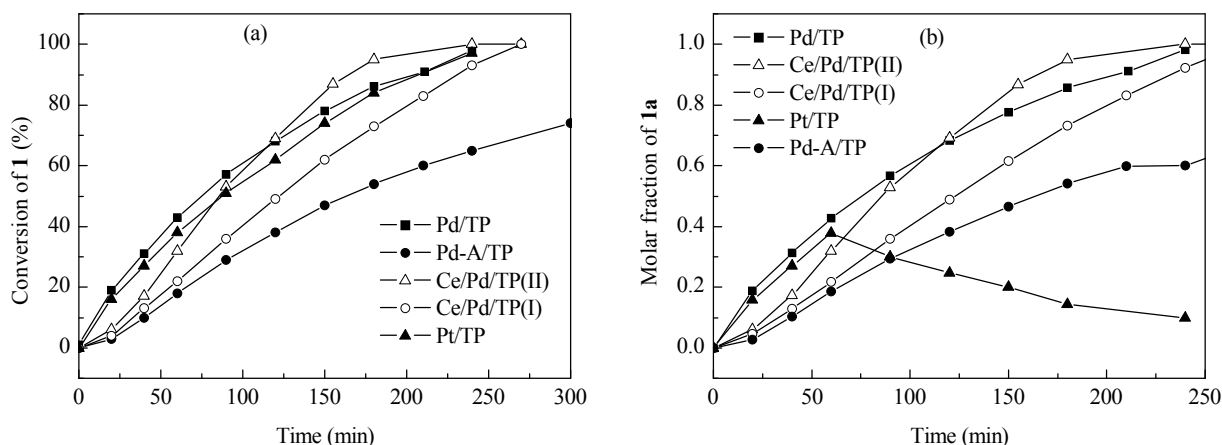 (a)
100
80
60
40
20
0
Conversion of 1 (%)
Pd/TP
Pd-A/TP
Ce/Pd/TP(II)
Ce/Pd/TP(I)
Pt/TP
0 50 100 150 200 250 300
Time (min)
(b)
1.0
0.8
0.6
0.4
0.2
0.0
Molar fraction of 1a
Pd/TP
Ce/Pd/TP(II)
Ce/Pd/TP(I)
Pt/TP
Pd-A/TP
0 50 100 150 200 250
Time (min)